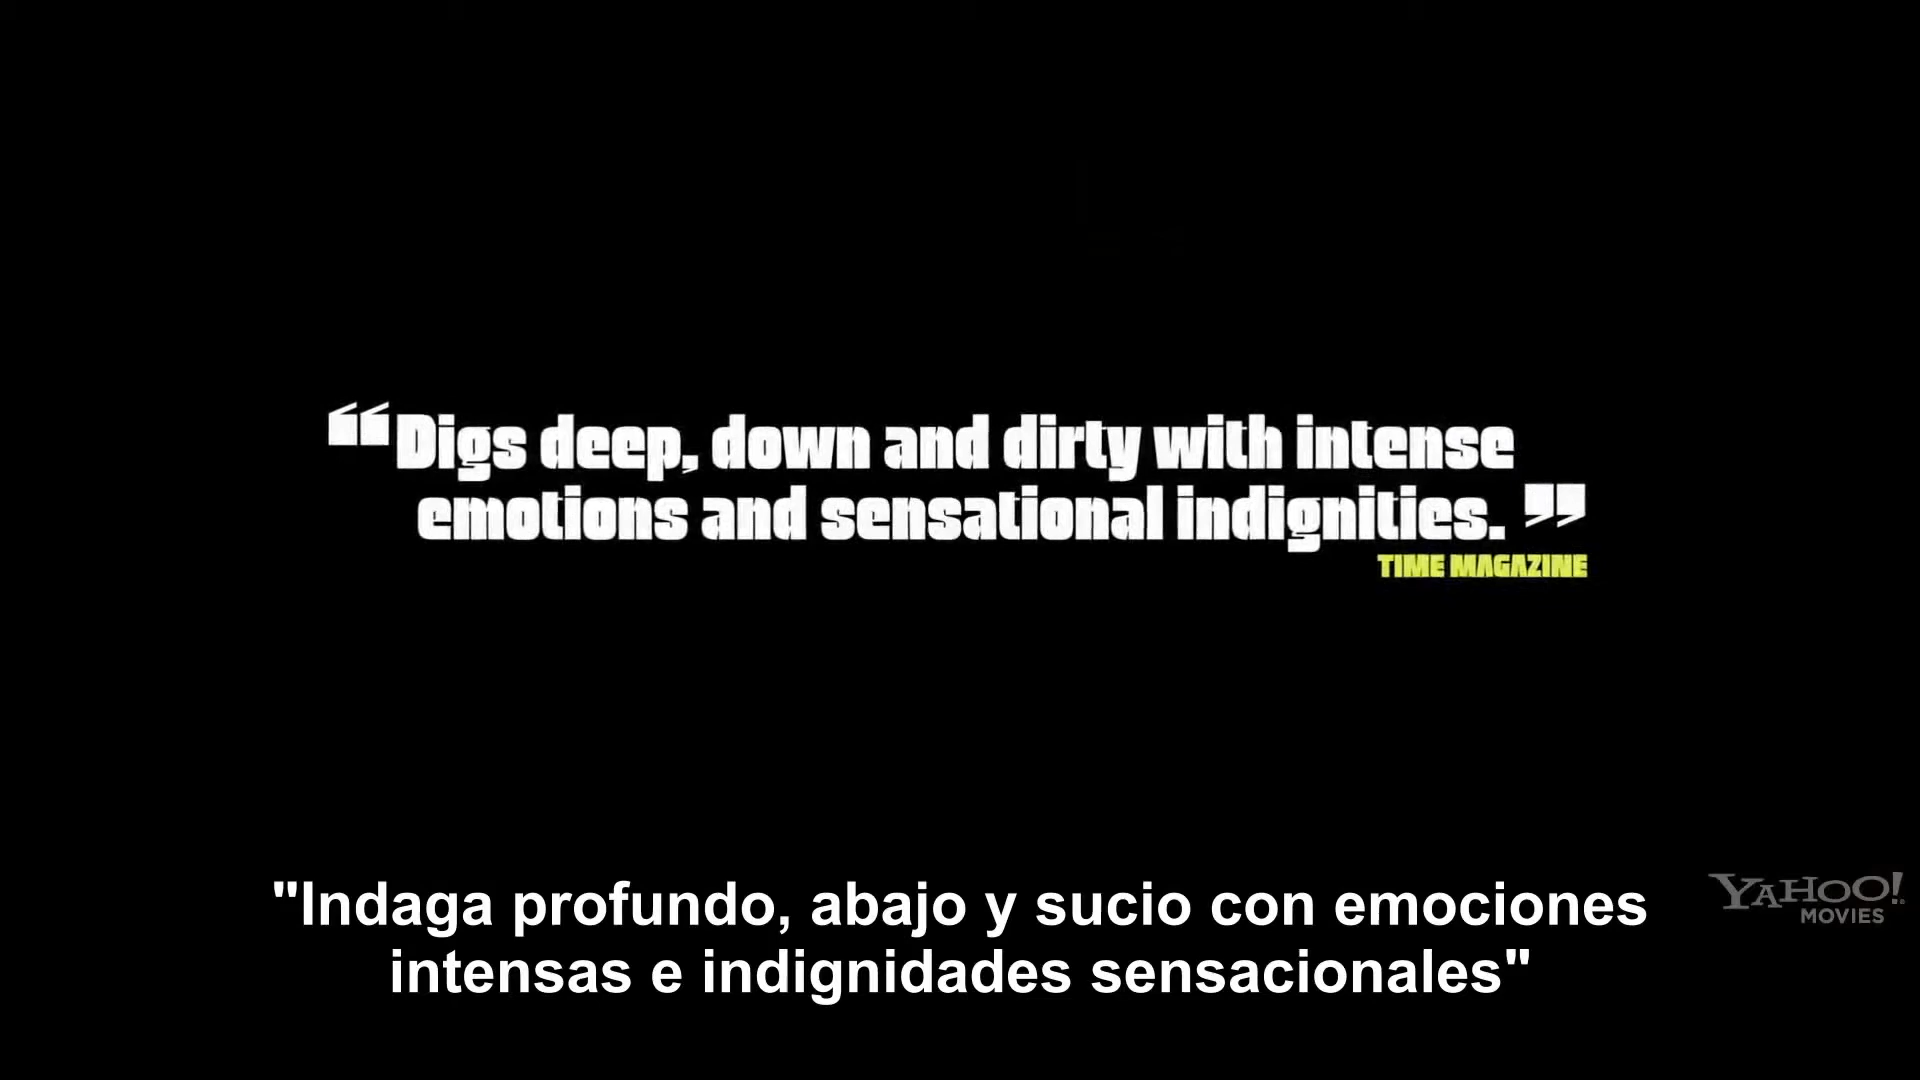 “Digs deep, down and dirty with intense
emotions and sensational indignities.”
TIME MAGAZINE
"Indaga profundo, abajo y sucio con emociones
intensas e indignidades sensacionales"
YAHOO!
MOVIES